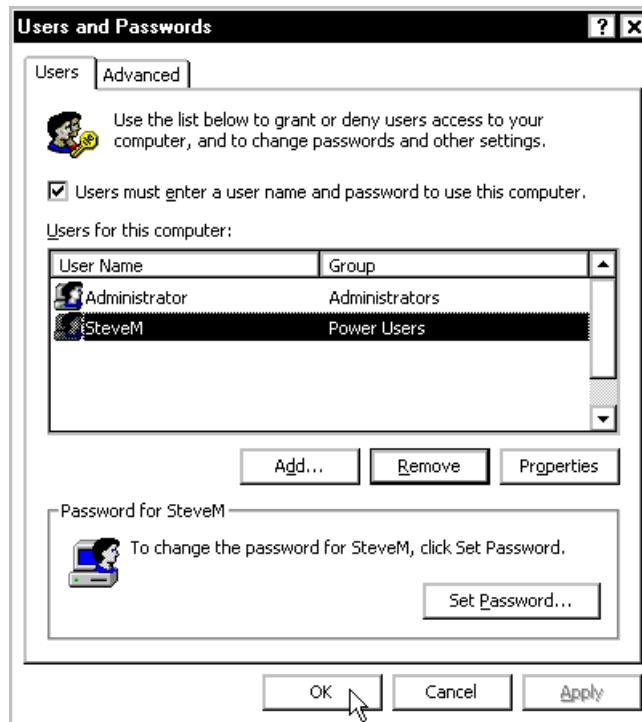 Users and Passwords
Users
Advanced
Use the list below to grant or deny users access to your
computer, and to change passwords and other settings.
Users must enter a user name and password to use this computer.
Users for this computer:
User Name Group
Administrator Administrators
SteveM Power Users
Add... Remove Properties
Password for SteveM
To change the password for SteveM, click Set Password.
Set Password...
OK Cancel Apply